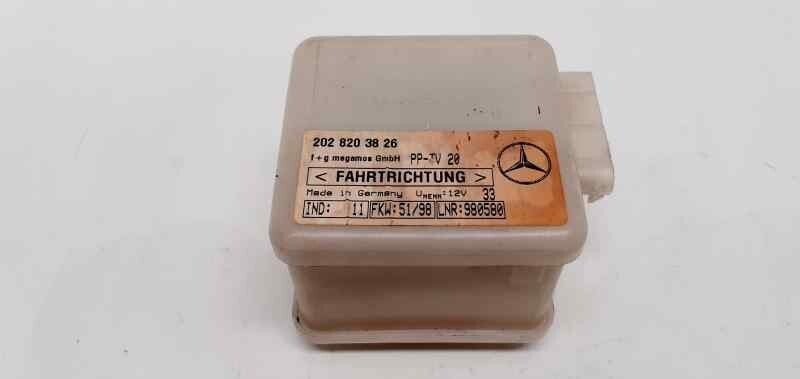 202 820 38 26
f+g megamos GmbH PP-TV 20
< FAHRTRICHTUNG >
Made in Germany UNENN:12V 33
IND: 11 FKW:51/98 LNR:980580